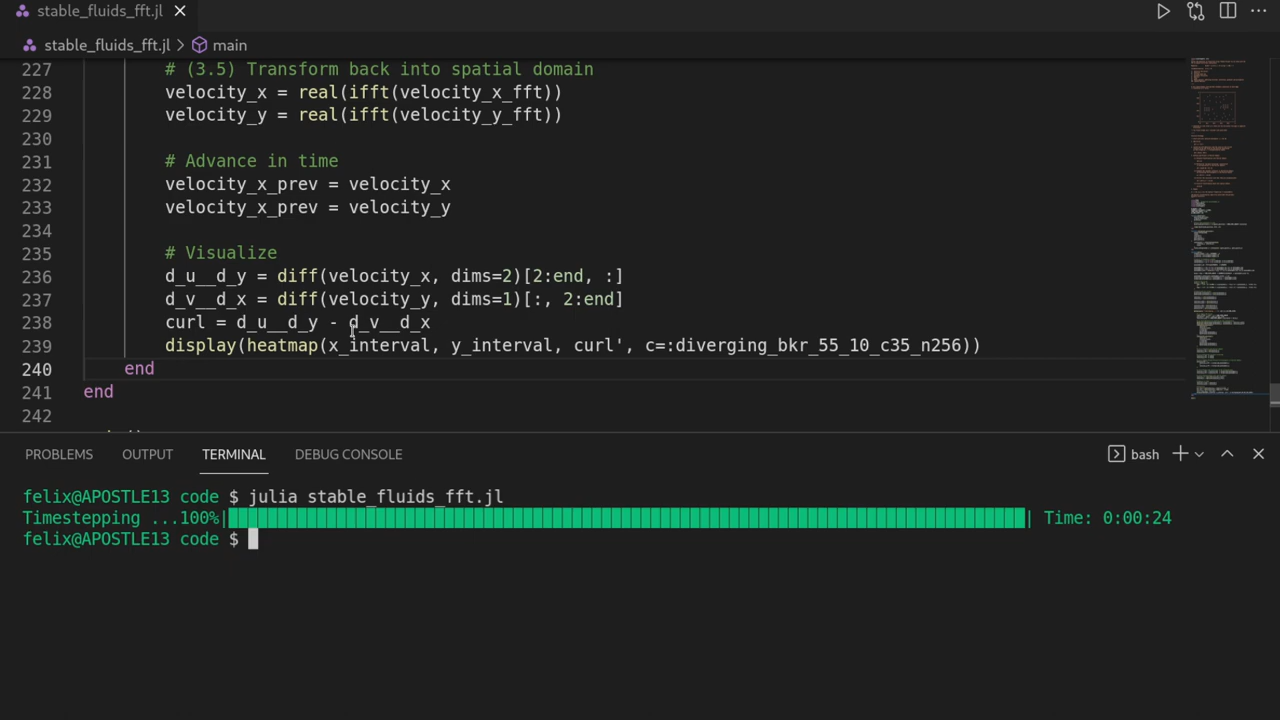 stable_fluids_fft.jl
stable_fluids_fft.jl > main
227 # (3.5) Transform back into spatial domain
228 velocity_x = real(ifft(velocity_x_fft))
229 velocity_y = real(ifft(velocity_y_fft))
230
231 # Advance in time
232 velocity_x_prev = velocity_x
233 velocity_x_prev = velocity_y
234
235 # Visualize
236 d_u__d_y = diff(velocity_x, dims=2)[2:end, :]
237 d_v__d_x = diff(velocity_y, dims=1)[:, 2:end]
238 curl = d_u__d_y - d_v__d_x
239 display(heatmap(x_interval, y_interval, curl', c=:diverging_bkr_55_10_c35_n256))
240 end
241 end
242
PROBLEMS OUTPUT TERMINAL DEBUG CONSOLE bash
felix@APOSTLE13 code $ julia stable_fluids_fft.jl
Timestepping ...100%| | Time: 0:00:24
felix@APOSTLE13 code $